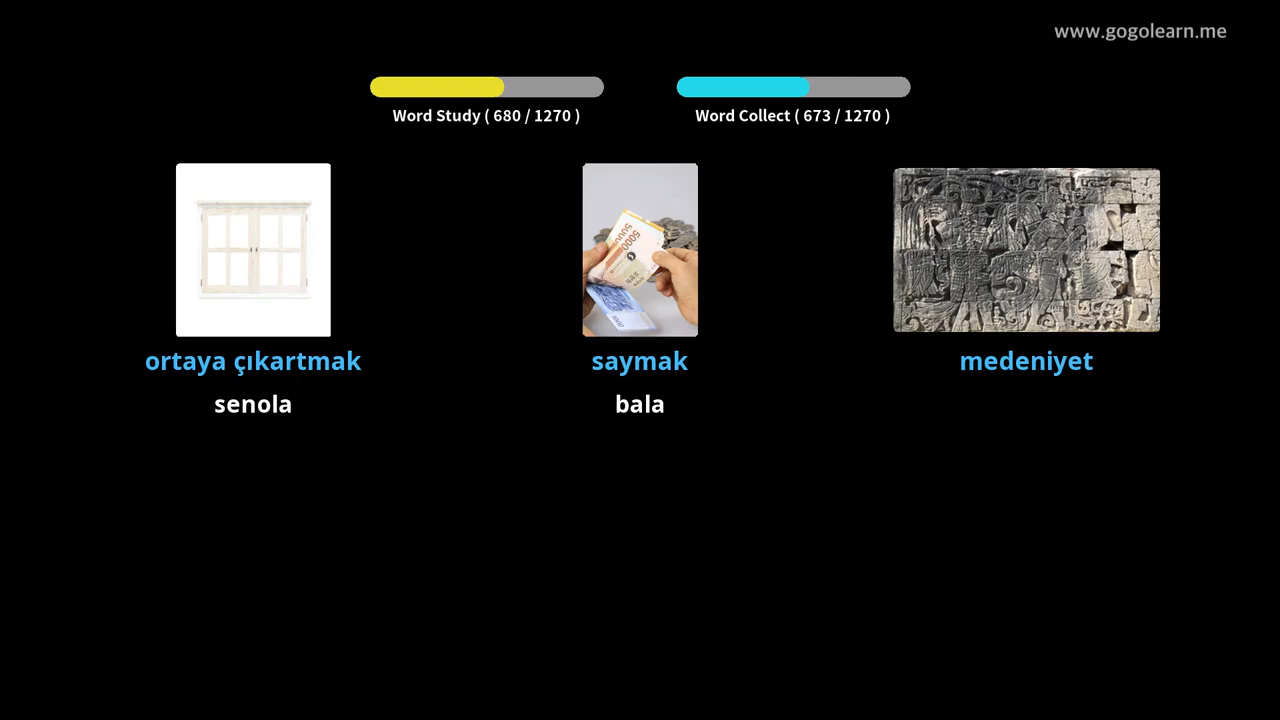 www.gogolearn.me
Word Study ( 680 / 1270 )
Word Collect ( 673 / 1270 )
ortaya çıkartmak
saymak
medeniyet
senola
bala